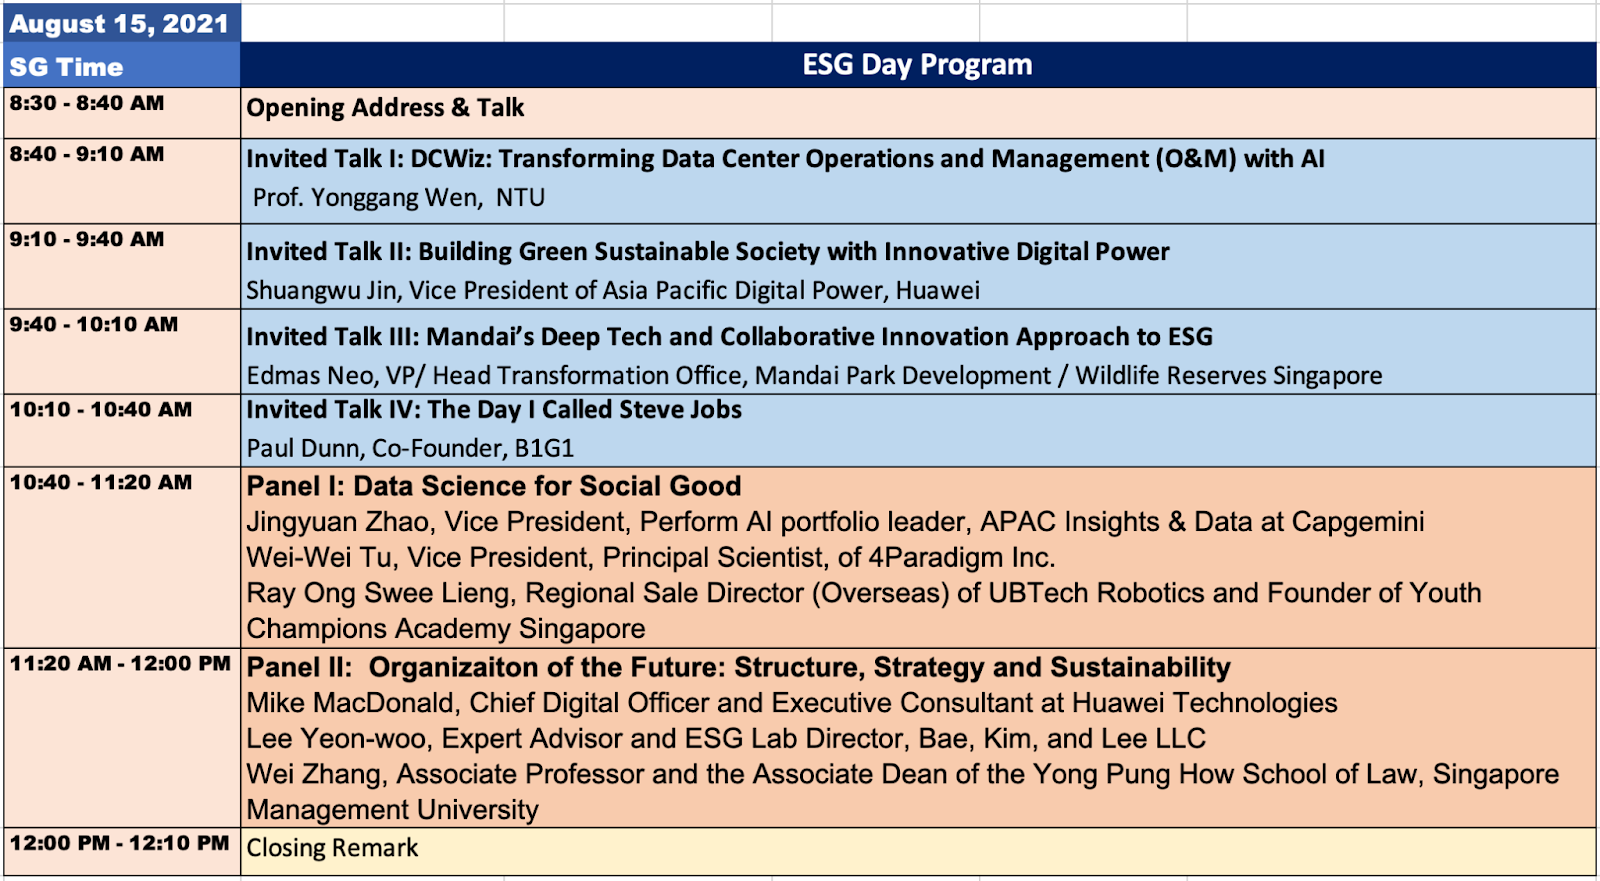 August 15, 2021
SG Time
ESG Day Program
8:30 - 8:40 AM
Opening Address & Talk
8:40 - 9:10 AM
Invited Talk I: DCWiz: Transforming Data Center Operations and Management (O&M) with AI
Prof. Yonggang Wen, NTU
9:10 - 9:40 AM
Invited Talk II: Building Green Sustainable Society with Innovative Digital Power
Shuangwu Jin, Vice President of Asia Pacific Digital Power, Huawei
9:40 - 10:10 AM
Invited Talk III: Mandai’s Deep Tech and Collaborative Innovation Approach to ESG
Edmas Neo, VP/ Head Transformation Office, Mandai Park Development / Wildlife Reserves Singapore
10:10 - 10:40 AM
Invited Talk IV: The Day I Called Steve Jobs
Paul Dunn, Co-Founder, B1G1
10:40 - 11:20 AM
Panel I: Data Science for Social Good
Jingyuan Zhao, Vice President, Perform AI portfolio leader, APAC Insights & Data at Capgemini
Wei-Wei Tu, Vice President, Principal Scientist, of 4Paradigm Inc.
Ray Ong Swee Lieng, Regional Sale Director (Overseas) of UBTech Robotics and Founder of Youth
Champions Academy Singapore
11:20 AM - 12:00 PM
Panel II:  Organizaiton of the Future: Structure, Strategy and Sustainability
Mike MacDonald, Chief Digital Officer and Executive Consultant at Huawei Technologies
Lee Yeon-woo, Expert Advisor and ESG Lab Director, Bae, Kim, and Lee LLC
Wei Zhang, Associate Professor and the Associate Dean of the Yong Pung How School of Law, Singapore
Management University
12:00 PM - 12:10 PM
Closing Remark